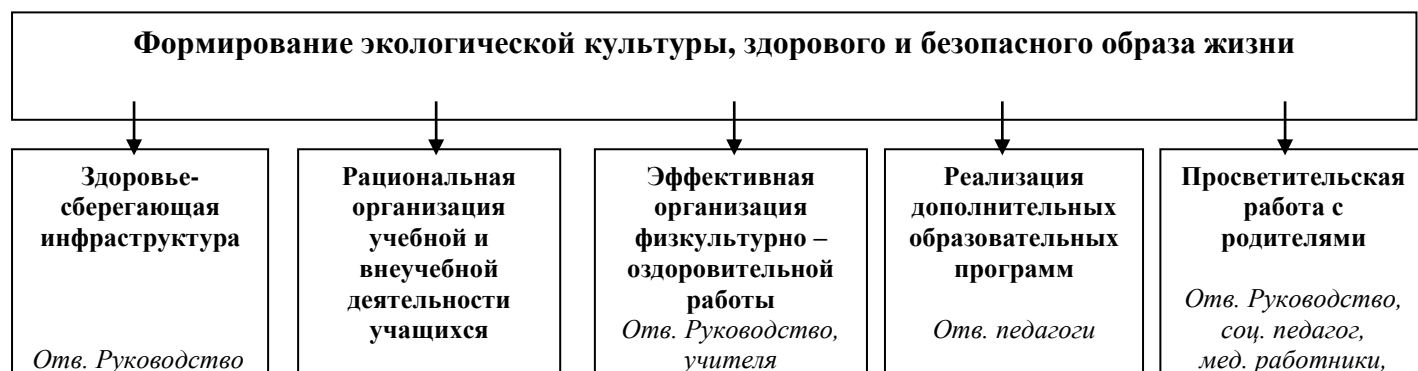 Формирование экологической культуры, здорового и безопасного образа жизни
Здоровье-
сберегающая
инфраструктура
Отв. Руководство
Рациональная
организация
учебной и
внеучебной
деятельности
учащихся
Эффективная
организация
физкультурно –
оздоровительной
работы
Отв. Руководство,
учителя
Реализация
дополнительных
образовательных
программ
Отв. педагоги
Просветительская
работа с
родителями
Отв. Руководство,
соц. педагог,
мед. работники,